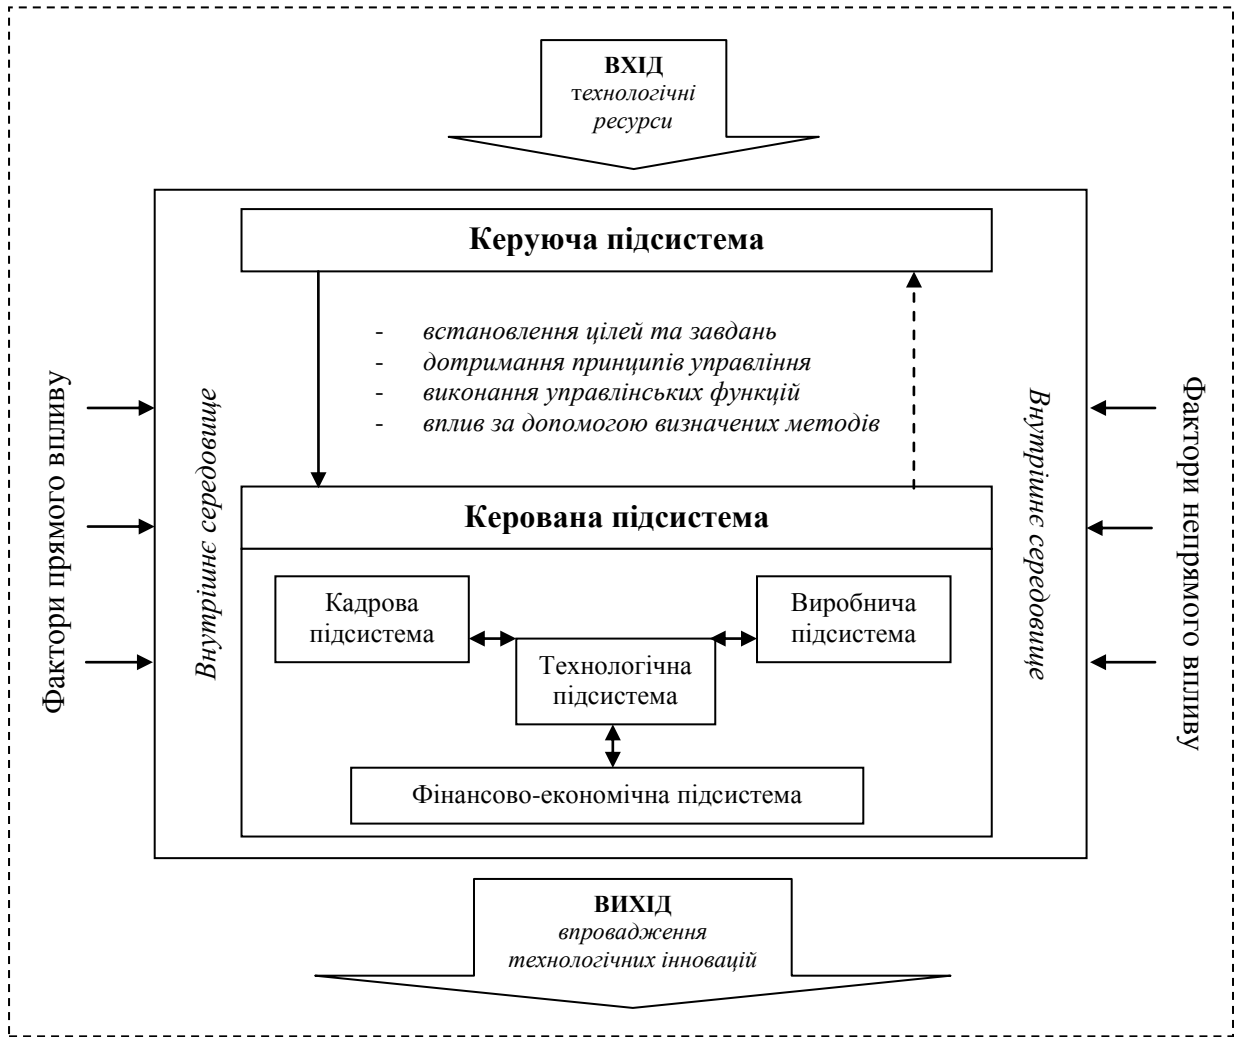 ВХІД
технологічні
ресурси
Керуюча підсистема
- встановлення цілей та завдань
- дотримання принципів управління
- виконання управлінських функцій
- вплив за допомогою визначених методів
Фактори прямого впливу
Внутрішнє середовище
Внутрішнє середовище
Фактори непрямого впливу
Керована підсистема
Кадрова
підсистема
Виробнича
підсистема
Технологічна
підсистема
Фінансово-економічна підсистема
ВИХІД
впровадження
технологічних інновацій